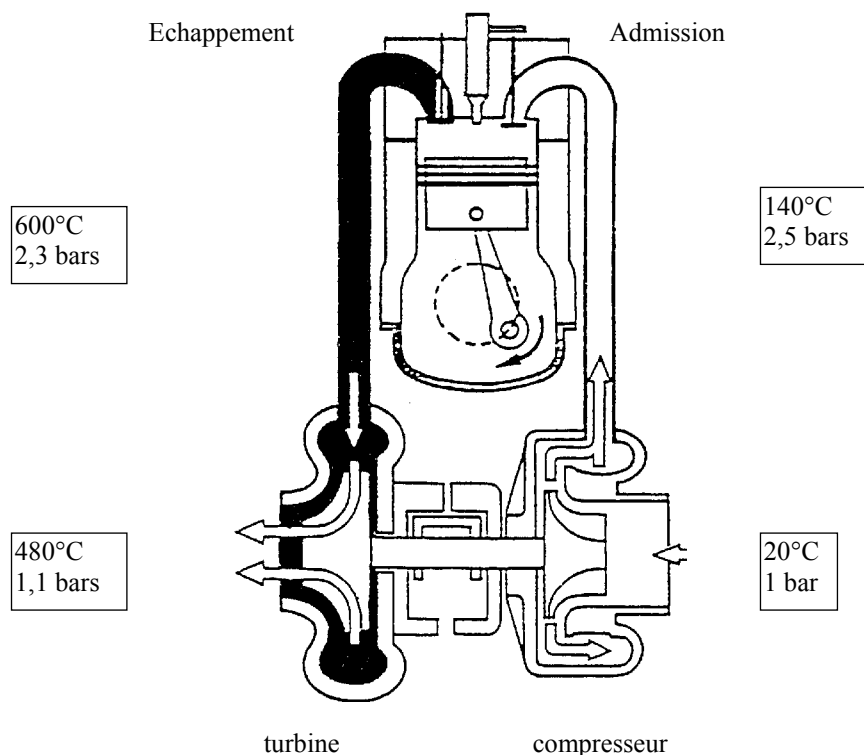 Echappement
Admission
600°C
2,3 bars
140°C
2,5 bars
480°C
1,1 bars
20°C
1 bar
turbine
compresseur